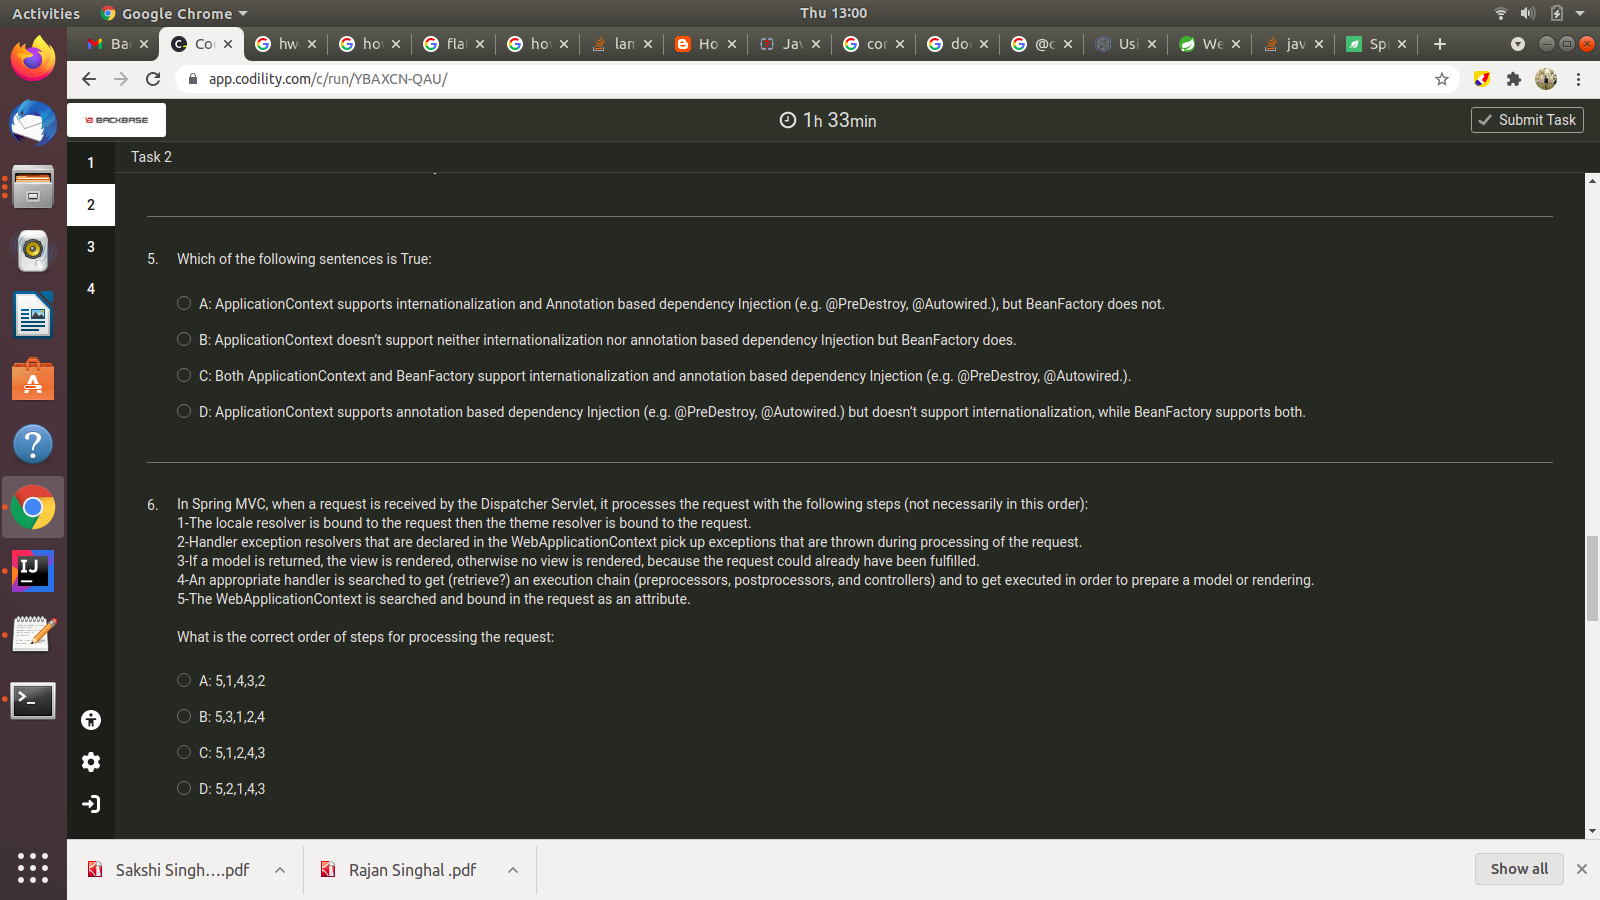 Activities
Google Chrome
Thu 13:00
Ba
Co
hw
ho
fla
ho
lan
Ho
Ja
cor
do
@c
Usi
We
jav
Sp
app.codility.com/c/run/YBAXCN-QAU/
BACKBASE
1h 33min
Submit Task
1
2
3
4
Task 2
5. Which of the following sentences is True:
A: ApplicationContext supports internationalization and Annotation based dependency Injection (e.g. @PreDestroy, @Autowired.), but BeanFactory does not.
B: ApplicationContext doesn’t support neither internationalization nor annotation based dependency Injection but BeanFactory does.
C: Both ApplicationContext and BeanFactory support internationalization and annotation based dependency Injection (e.g. @PreDestroy, @Autowired.).
D: ApplicationContext supports annotation based dependency Injection (e.g. @PreDestroy, @Autowired.) but doesn’t support internationalization, while BeanFactory supports both.
6. In Spring MVC, when a request is received by the Dispatcher Servlet, it processes the request with the following steps (not necessarily in this order):
1-The locale resolver is bound to the request then the theme resolver is bound to the request.
2-Handler exception resolvers that are declared in the WebApplicationContext pick up exceptions that are thrown during processing of the request.
3-If a model is returned, the view is rendered, otherwise no view is rendered, because the request could already have been fulfilled.
4-An appropriate handler is searched to get (retrieve?) an execution chain (preprocessors, postprocessors, and controllers) and to get executed in order to prepare a model or rendering.
5-The WebApplicationContext is searched and bound in the request as an attribute.
What is the correct order of steps for processing the request:
A: 5,1,4,3,2
B: 5,3,1,2,4
C: 5,1,2,4,3
D: 5,2,1,4,3
Sakshi Singh....pdf
Rajan Singhal .pdf
Show all